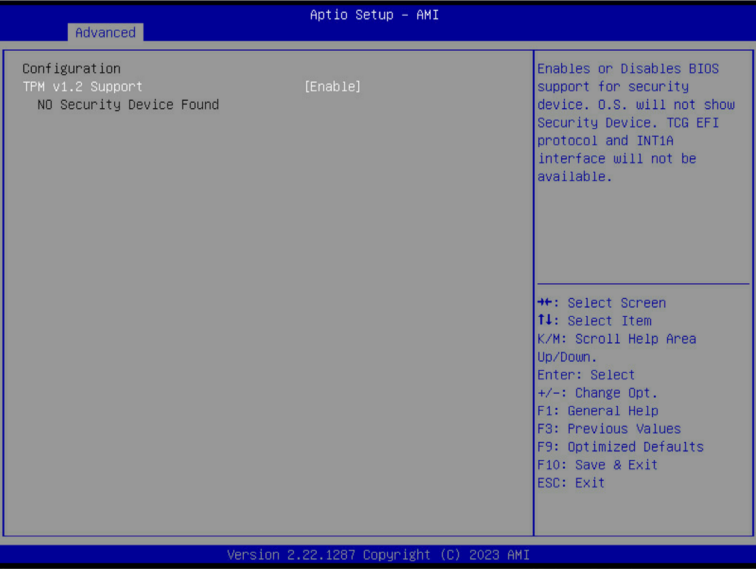 Aptio Setup - AMI
Advanced
Configuration
TPM v1.2 Support [Enable]
NO Security Device Found
Enables or Disables BIOS
support for security
device. O.S. will not show
Security Device. TCG EFI
protocol and INT1A
interface will not be
available.
→←: Select Screen
↑↓: Select Item
K/M: Scroll Help Area
Up/Down.
Enter: Select
+/-: Change Opt.
F1: General Help
F3: Previous Values
F9: Optimized Defaults
F10: Save & Exit
ESC: Exit
Version 2.22.1287 Copyright (C) 2023 AMI